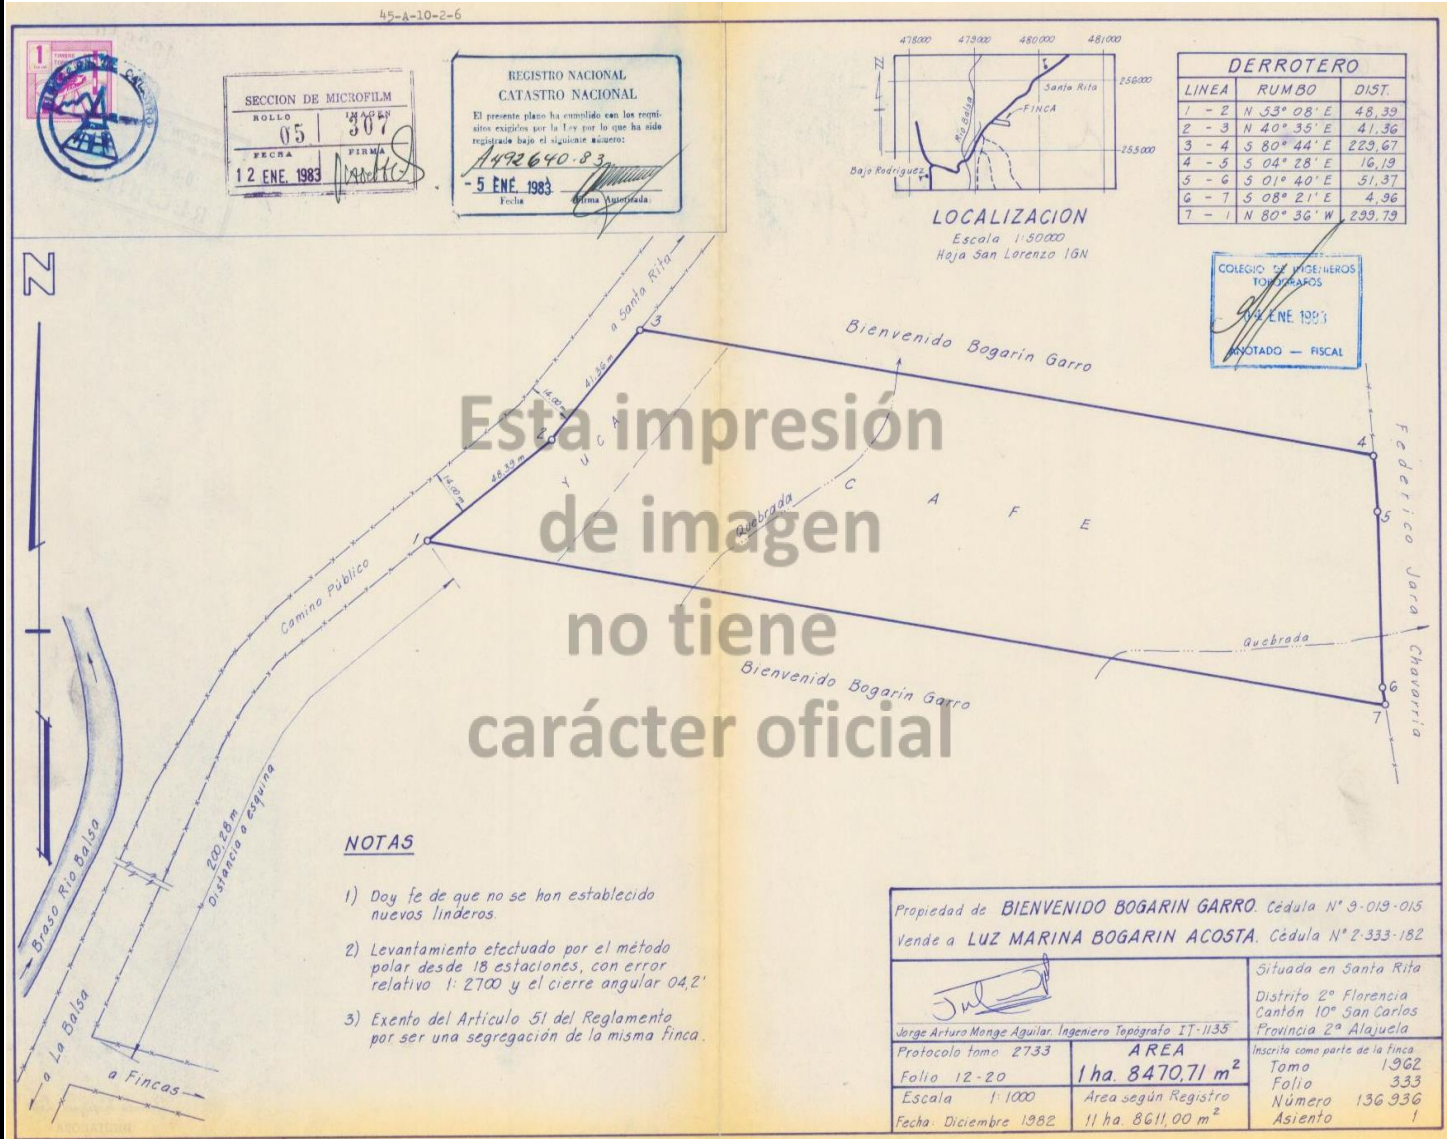 45-A-10-2-6
1
SECCION DE MICROFILM
ROLLO IMAGEN
05 307
FECHA FIRMA
12 ENE. 1983
REGISTRO NACIONAL
CATASTRO NACIONAL
El presente plano ha cumplido con los requi-
sitos exigidos por la Ley por lo que ha sido
registrado bajo el siguiente número:
A492640-83
- 5 ENE. 1983
Fecha Firma Autorizada
478000 479000 480000 481000
N
256000
Santa Rita
FINCA
Rio Balsa
255000
Bajo Rodriguez
LOCALIZACION
Escala 1:50000
Hoja San Lorenzo IGN
DERROTERO
LINEA RUMBO DIST.
1 - 2 N 53° 08' E 48,39
2 - 3 N 40° 35' E 41,36
3 - 4 S 80° 44' E 229,67
4 - 5 S 04° 28' E 16,19
5 - 6 S 01° 40' E 51,37
6 - 7 S 08° 21' E 4,96
7 - 1 N 80° 36' W 299,79
COLEGIO DE INGENIEROS
TOPOGRAFOS
04 ENE 1983
ANOTADO — FISCAL
N
a Santa Rita
3
Bienvenido Bogarin Garro
41,36 m
14,00 m
2
YUCA
48,39 m
14,00 m
1
Quebrada
C A F E
4
5
Federico Jara Chavarria
Camino Público
Quebrada
Bienvenido Bogarin Garro
6
7
200,28 m
Distancia a esquina
Braso Rio Balsa
a La Balsa
a Fincas
Esta impresión
de imagen
no tiene
carácter oficial
NOTAS
1) Doy fe de que no se han establecido
nuevos linderos.
2) Levantamiento efectuado por el método
polar desde 18 estaciones, con error
relativo 1: 2700 y el cierre angular 04,2'
3) Exento del Articulo 51 del Reglamento
por ser una segregación de la misma finca.
Propiedad de BIENVENIDO BOGARIN GARRO. Cédula N° 9-019-015
Vende a LUZ MARINA BOGARIN ACOSTA. Cédula N° 2-333-182
Jorge Arturo Monge Aguilar. Ingeniero Topógrafo IT-1135
Situada en Santa Rita
Distrito 2° Florencia
Cantón 10° San Carlos
Provincia 2ª Alajuela
Protocolo tomo 2733
Folio 12-20
AREA
1 ha. 8470,71 m²
Escala 1:1000
Fecha: Diciembre 1982
Area según Registro
11 ha. 8611,00 m²
Inscrita como parte de la finca
Tomo 1962
Folio 333
Número 136936
Asiento 1